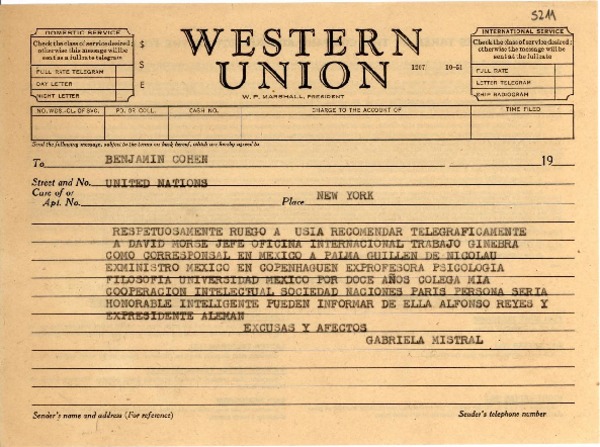 5211
DOMESTIC SERVICE
Check the class of service desired;
otherwise this message will be
sent as a full rate telegram
FULL RATE TELEGRAM
DAY LETTER
NIGHT LETTER
$
S
E
WESTERN
UNION
1207 10-51
W. P. MARSHALL, PRESIDENT
INTERNATIONAL SERVICE
Check the class of service desired;
otherwise the message will be
sent at the full rate
FULL RATE
LETTER TELEGRAM
SHIP RADIOGRAM
NO. WDS.-CL. OF SVC. PD. OR COLL. CASH NO. CHARGE TO THE ACCOUNT OF TIME FILED
Send the following message, subject to the terms on back hereof, which are hereby agreed to
To BENJAMIN COHEN 19
Street and No. UNITED NATIONS
Care of or
Apt. No. Place NEW YORK
RESPETUOSAMENTE RUEGO A USIA RECOMENDAR TELEGRAFICAMENTE
A DAVID MORSE JEFE OFICINA INTERNACIONAL TRABAJO GINEBRA
COMO CORRESPONSAL EN MEXICO A PALMA GUILLEN DE NICOLAU
EXMINISTRO MEXICO EN COPENHAGUEN EXPROFESORA PSICOLOGIA
FILOSOFÍA UNIVERSIDAD MEXICO POR DOCE AÑOS COLEGA MIA
COOPERACION INTELECTUAL SOCIEDAD NACIONES PARIS PERSONA SERIA
HONORABLE INTELIGENTE PUEDEN INFORMAR DE ELLA ALFONSO REYES Y
EXPRESIDENTE ALEMAN
EXCUSAS Y AFECTOS
GABRIELA MISTRAL
Sender's name and address (For reference) Sender's telephone number